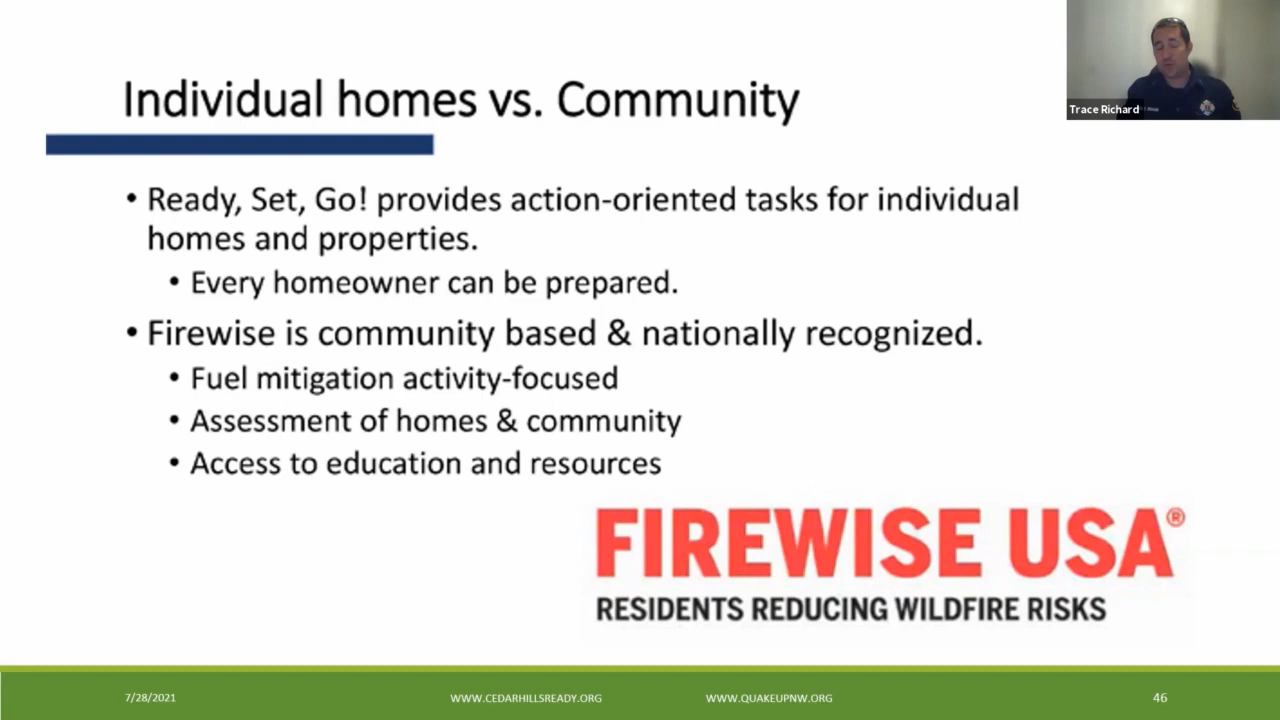 Individual homes vs. Community
Trace Richard
• Ready, Set, Go! provides action-oriented tasks for individual
homes and properties.
• Every homeowner can be prepared.
• Firewise is community based & nationally recognized.
• Fuel mitigation activity-focused
• Assessment of homes & community
• Access to education and resources
FIREWISE USA®
RESIDENTS REDUCING WILDFIRE RISKS
7/28/2021
WWW.CEDARHILLSREADY.ORG
WWW.QUAKEUPNW.ORG
46